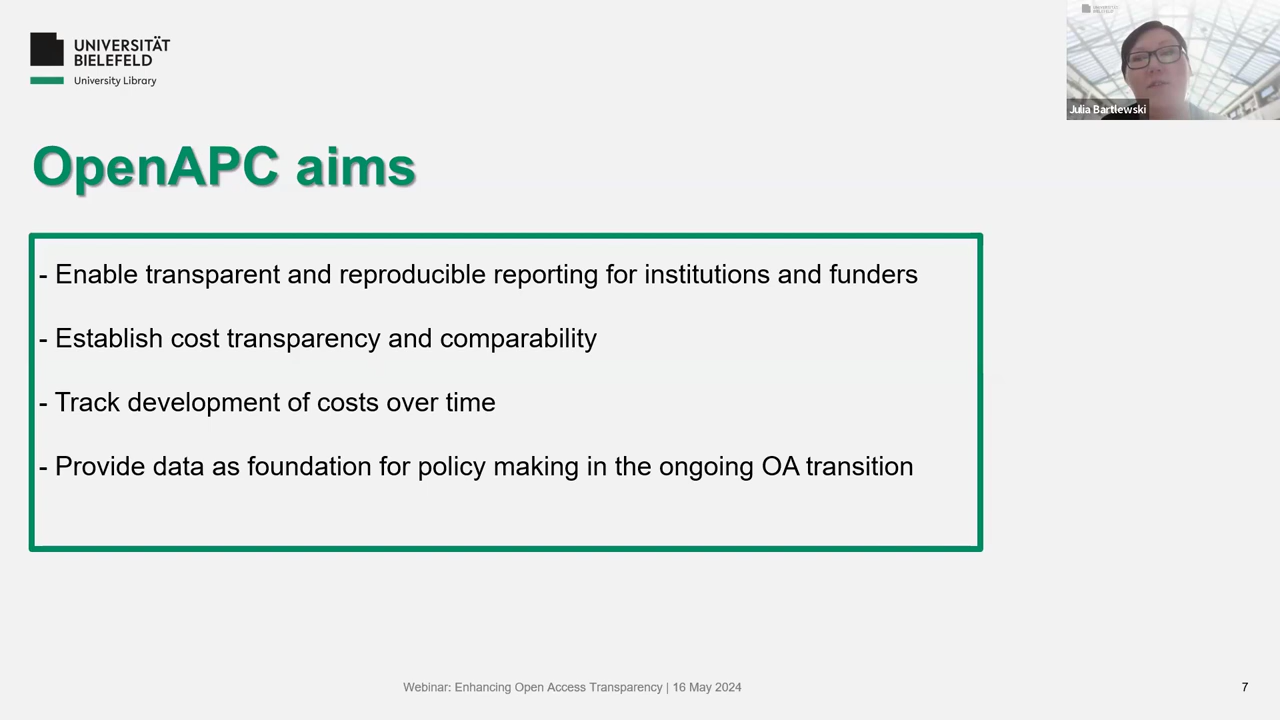 UNIVERSITÄT
BIELEFELD
University Library
Julia Bartlewski
OpenAPC aims
- Enable transparent and reproducible reporting for institutions and funders
- Establish cost transparency and comparability
- Track development of costs over time
- Provide data as foundation for policy making in the ongoing OA transition
Webinar: Enhancing Open Access Transparency | 16 May 2024
7